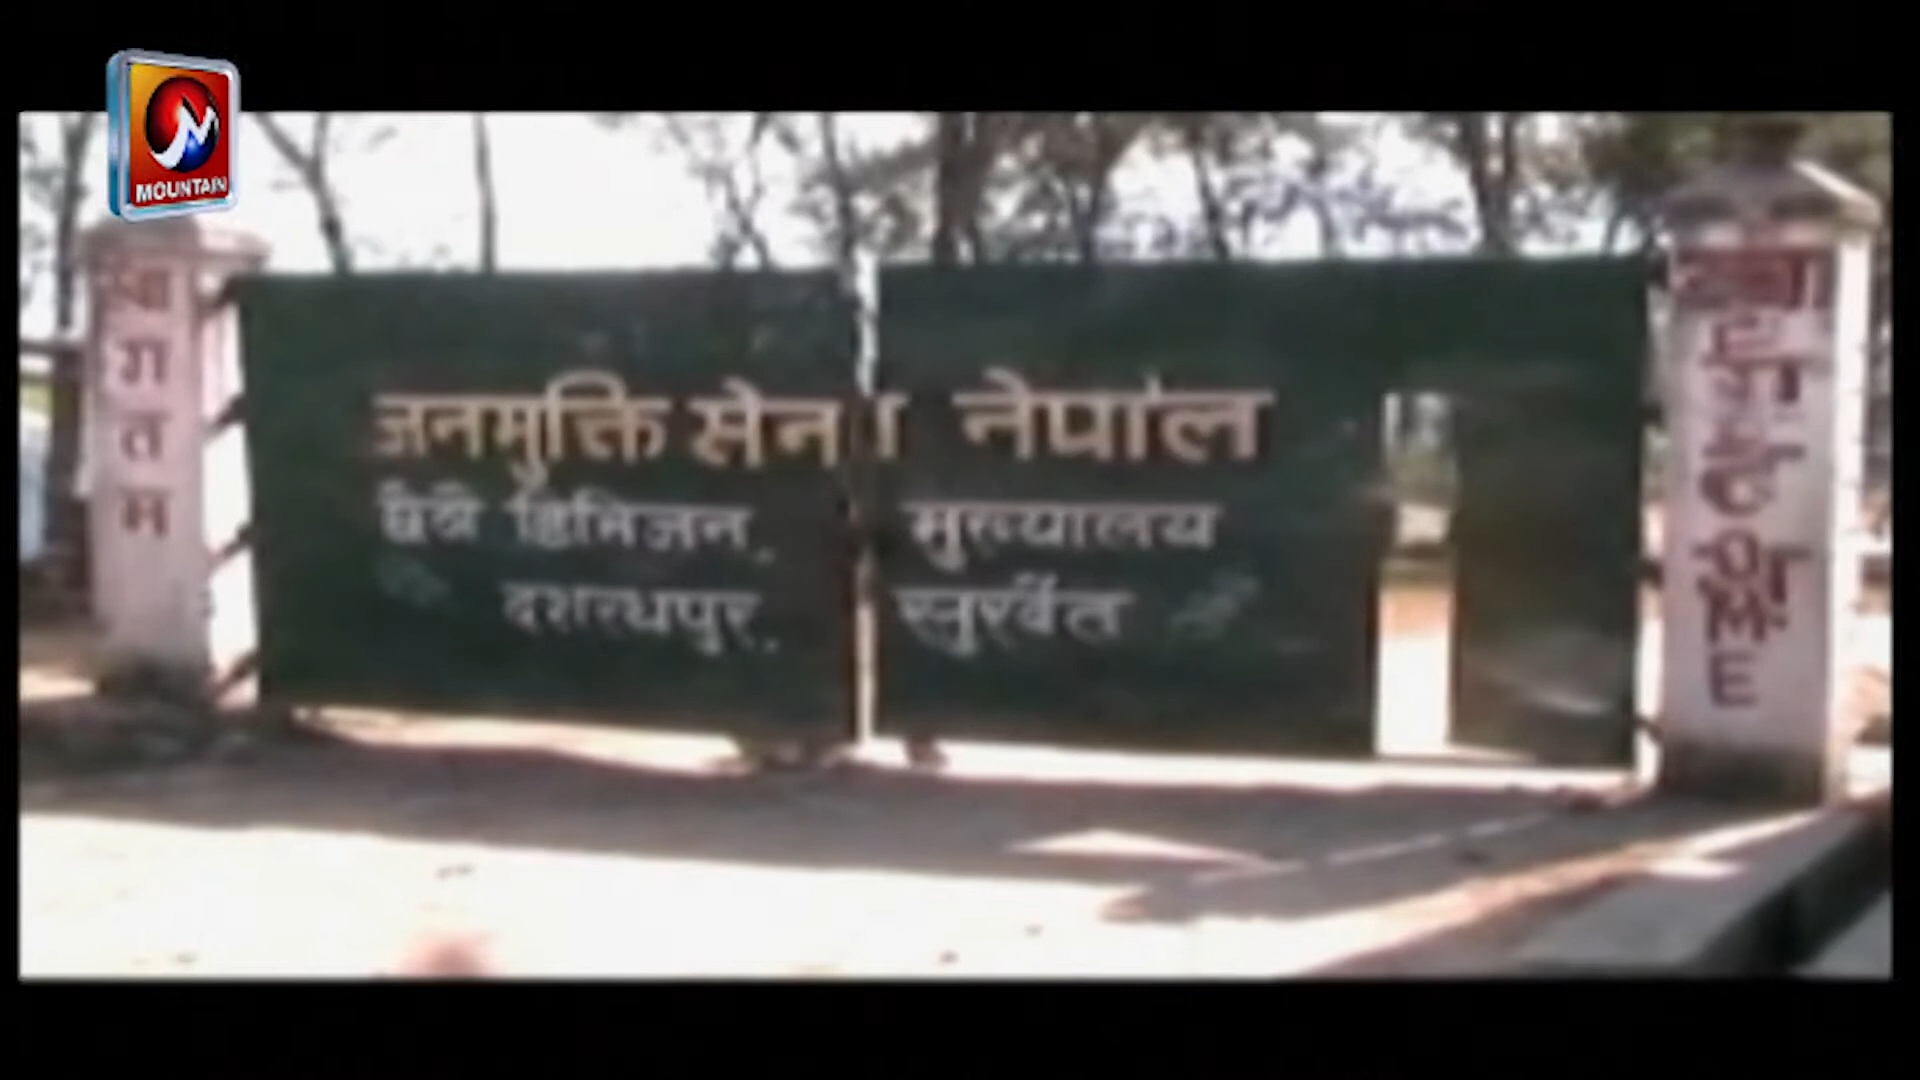 MOUNTAIN
स्वागतम
जनमुक्ति सेना नेपाल
छैठौं डिभिजन, मुख्यालय
दशरथपुर, सुर्खेत
WELCOME